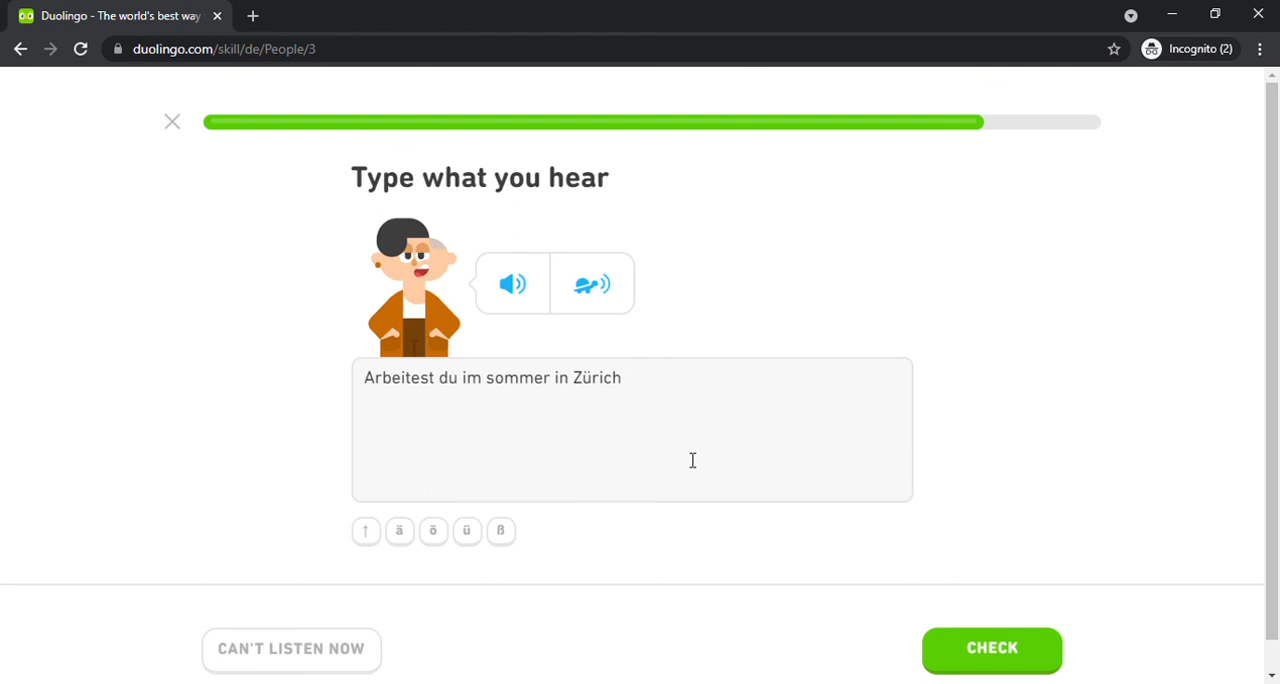 Duolingo - The world's best way
duolingo.com/skill/de/People/3
Incognito (2)
Type what you hear
Arbeitest du im sommer in Zürich
↑ ä ö ü ß
CAN'T LISTEN NOW
CHECK